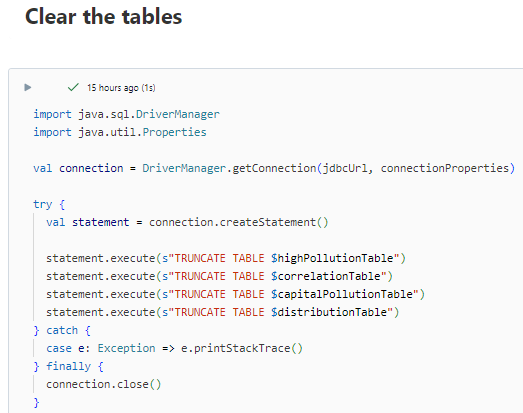 Clear the tables
15 hours ago (1s)
import java.sql.DriverManager
import java.util.Properties
val connection = DriverManager.getConnection(jdbcUrl, connectionProperties)
try {
  val statement = connection.createStatement()
  statement.execute(s"TRUNCATE TABLE $highPollutionTable")
  statement.execute(s"TRUNCATE TABLE $correlationTable")
  statement.execute(s"TRUNCATE TABLE $capitalPollutionTable")
  statement.execute(s"TRUNCATE TABLE $distributionTable")
} catch {
  case e: Exception => e.printStackTrace()
} finally {
  connection.close()
}